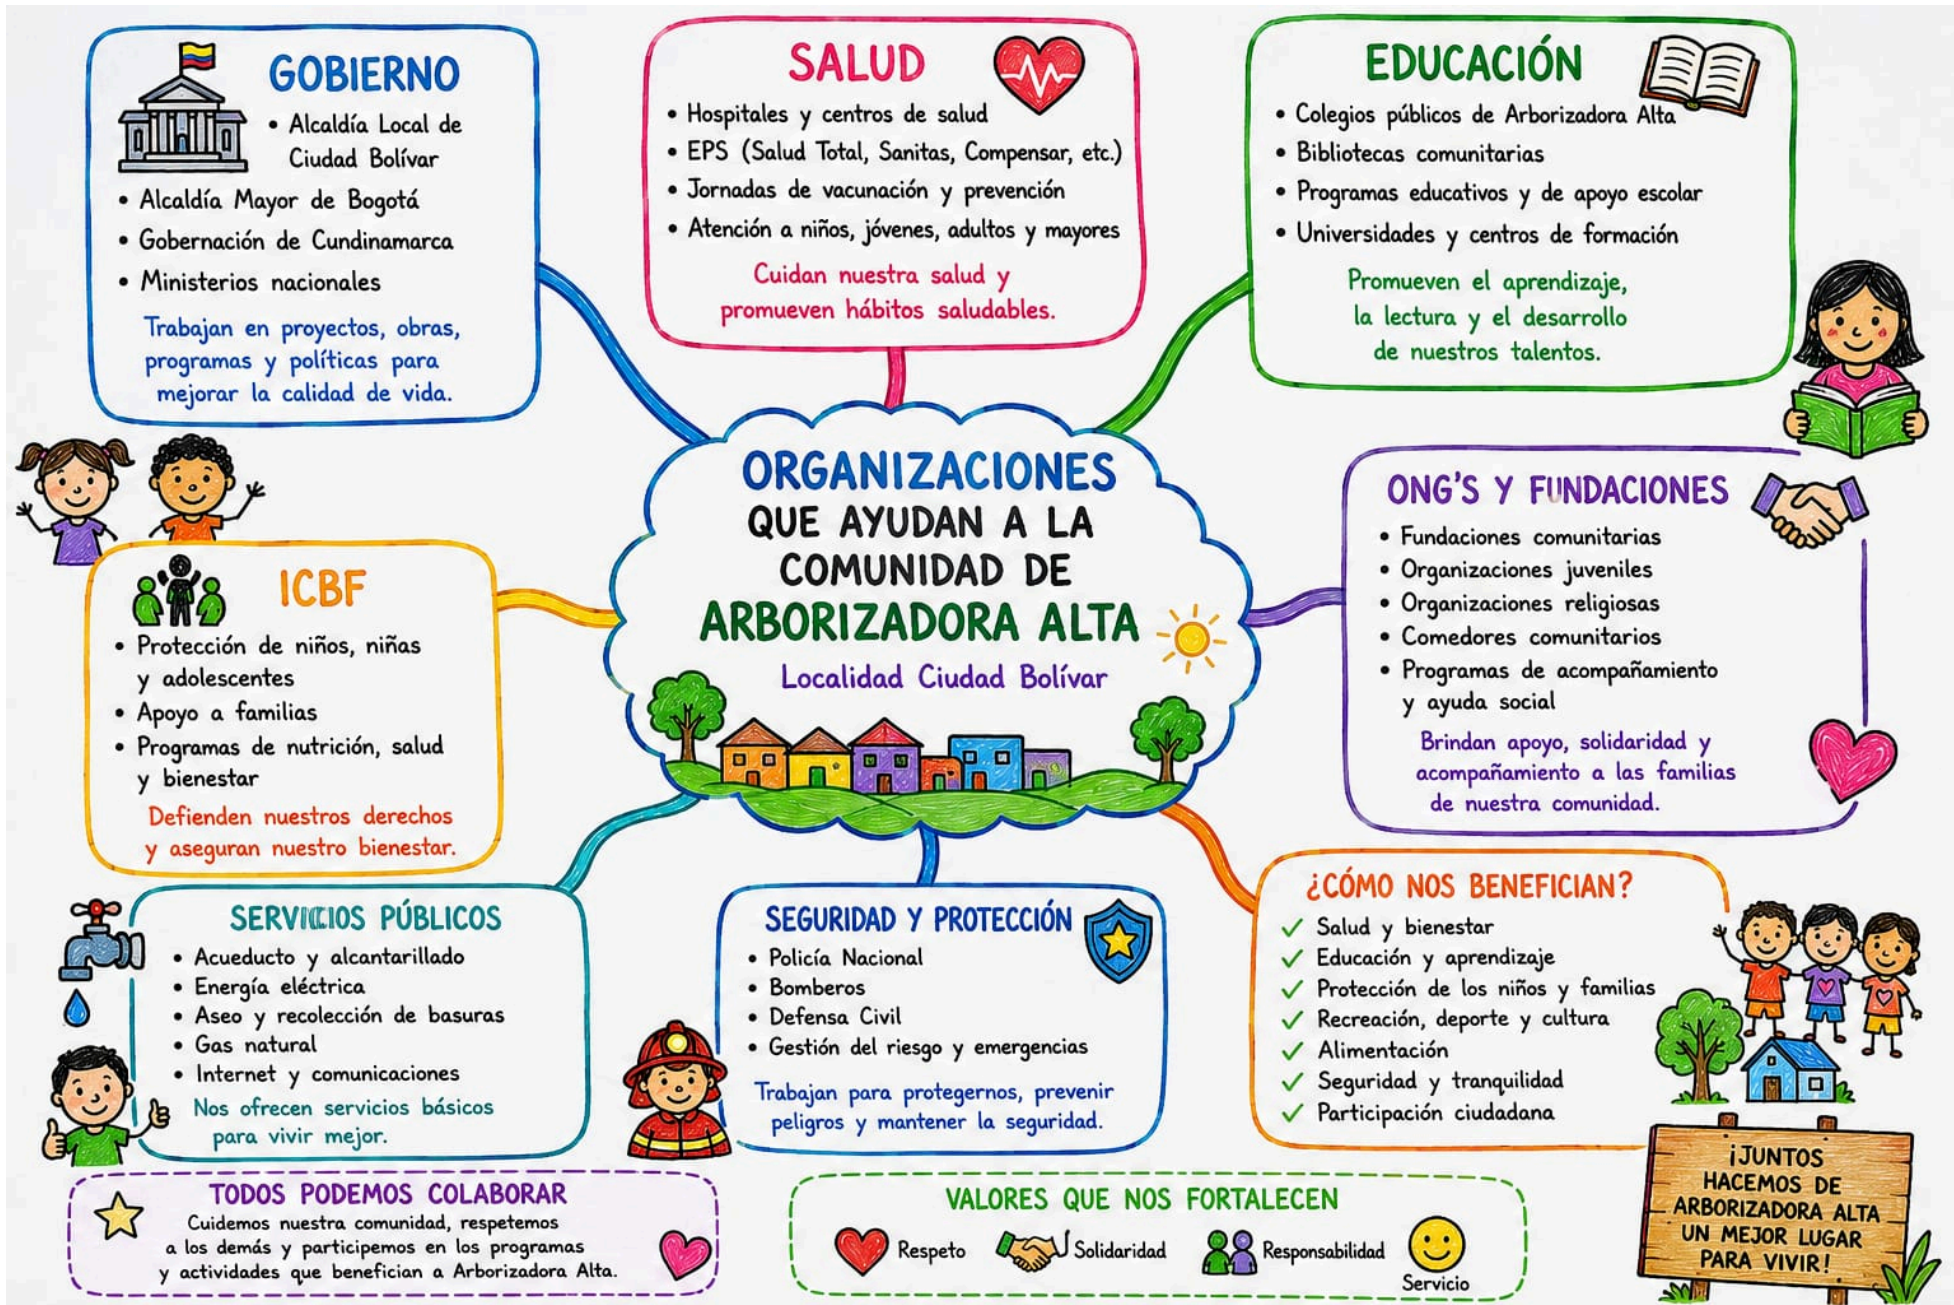 GOBIERNO
• Alcaldía Local de
Ciudad Bolívar
• Alcaldía Mayor de Bogotá
• Gobernación de Cundinamarca
• Ministerios nacionales
Trabajan en proyectos, obras,
programas y políticas para
mejorar la calidad de vida.
SALUD
• Hospitales y centros de salud
• EPS (Salud Total, Sanitas, Compensar, etc.)
• Jornadas de vacunación y prevención
• Atención a niños, jóvenes, adultos y mayores
Cuidan nuestra salud y
promueven hábitos saludables.
EDUCACIÓN
• Colegios públicos de Arborizadora Alta
• Bibliotecas comunitarias
• Programas educativos y de apoyo escolar
• Universidades y centros de formación
Promueven el aprendizaje,
la lectura y el desarrollo
de nuestros talentos.
ORGANIZACIONES
QUE AYUDAN A LA
COMUNIDAD DE
ARBORIZADORA ALTA
Localidad Ciudad Bolívar
ICBF
• Protección de niños, niñas
y adolescentes
• Apoyo a familias
• Programas de nutrición, salud
y bienestar
Defienden nuestros derechos
y aseguran nuestro bienestar.
ONG'S Y FUNDACIONES
• Fundaciones comunitarias
• Organizaciones juveniles
• Organizaciones religiosas
• Comedores comunitarios
• Programas de acompañamiento
y ayuda social
Brindan apoyo, solidaridad y
acompañamiento a las familias
de nuestra comunidad.
SERVICIOS PÚBLICOS
• Acueducto y alcantarillado
• Energía eléctrica
• Aseo y recolección de basuras
• Gas natural
• Internet y comunicaciones
Nos ofrecen servicios básicos
para vivir mejor.
SEGURIDAD Y PROTECCIÓN
• Policía Nacional
• Bomberos
• Defensa Civil
• Gestión del riesgo y emergencias
Trabajan para protegernos, prevenir
peligros y mantener la seguridad.
¿CÓMO NOS BENEFICIAN?
✓ Salud y bienestar
✓ Educación y aprendizaje
✓ Protección de los niños y familias
✓ Recreación, deporte y cultura
✓ Alimentación
✓ Seguridad y tranquilidad
✓ Participación ciudadana
TODOS PODEMOS COLABORAR
Cuidemos nuestra comunidad, respetemos
a los demás y participemos en los programas
y actividades que benefician a Arborizadora Alta.
VALORES QUE NOS FORTALECEN
Respeto
Solidaridad
Responsabilidad
Servicio
¡JUNTOS
HACEMOS DE
ARBORIZADORA ALTA
UN MEJOR LUGAR
PARA VIVIR!